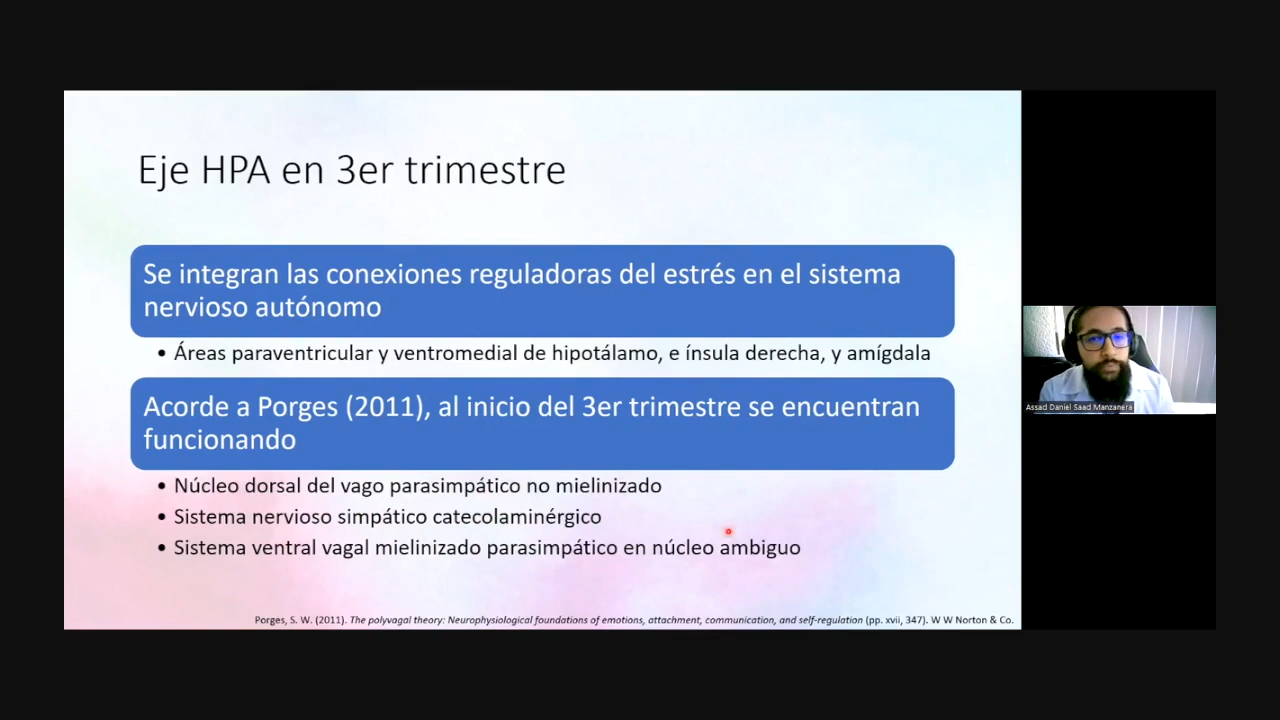 Eje HPA en 3er trimestre
Se integran las conexiones reguladoras del estrés en el sistema
nervioso autónomo
• Áreas paraventricular y ventromedial de hipotálamo, e ínsula derecha, y amígdala
Acorde a Porges (2011), al inicio del 3er trimestre se encuentran
funcionando
• Núcleo dorsal del vago parasimpático no mielinizado
• Sistema nervioso simpático catecolaminérgico
• Sistema ventral vagal mielinizado parasimpático en núcleo ambiguo
Porges, S. W. (2011). The polyvagal theory: Neurophysiological foundations of emotions, attachment, communication, and self-regulation (pp. xvii, 347). W W Norton & Co.
Assad Daniel Saad Manzanera